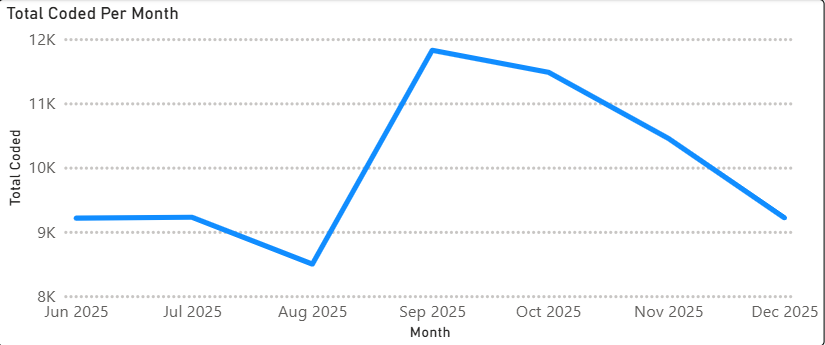 Total Coded Per Month
12K
11K
10K
9K
8K
Total Coded
Jun 2025 Jul 2025 Aug 2025 Sep 2025 Oct 2025 Nov 2025 Dec 2025
Month